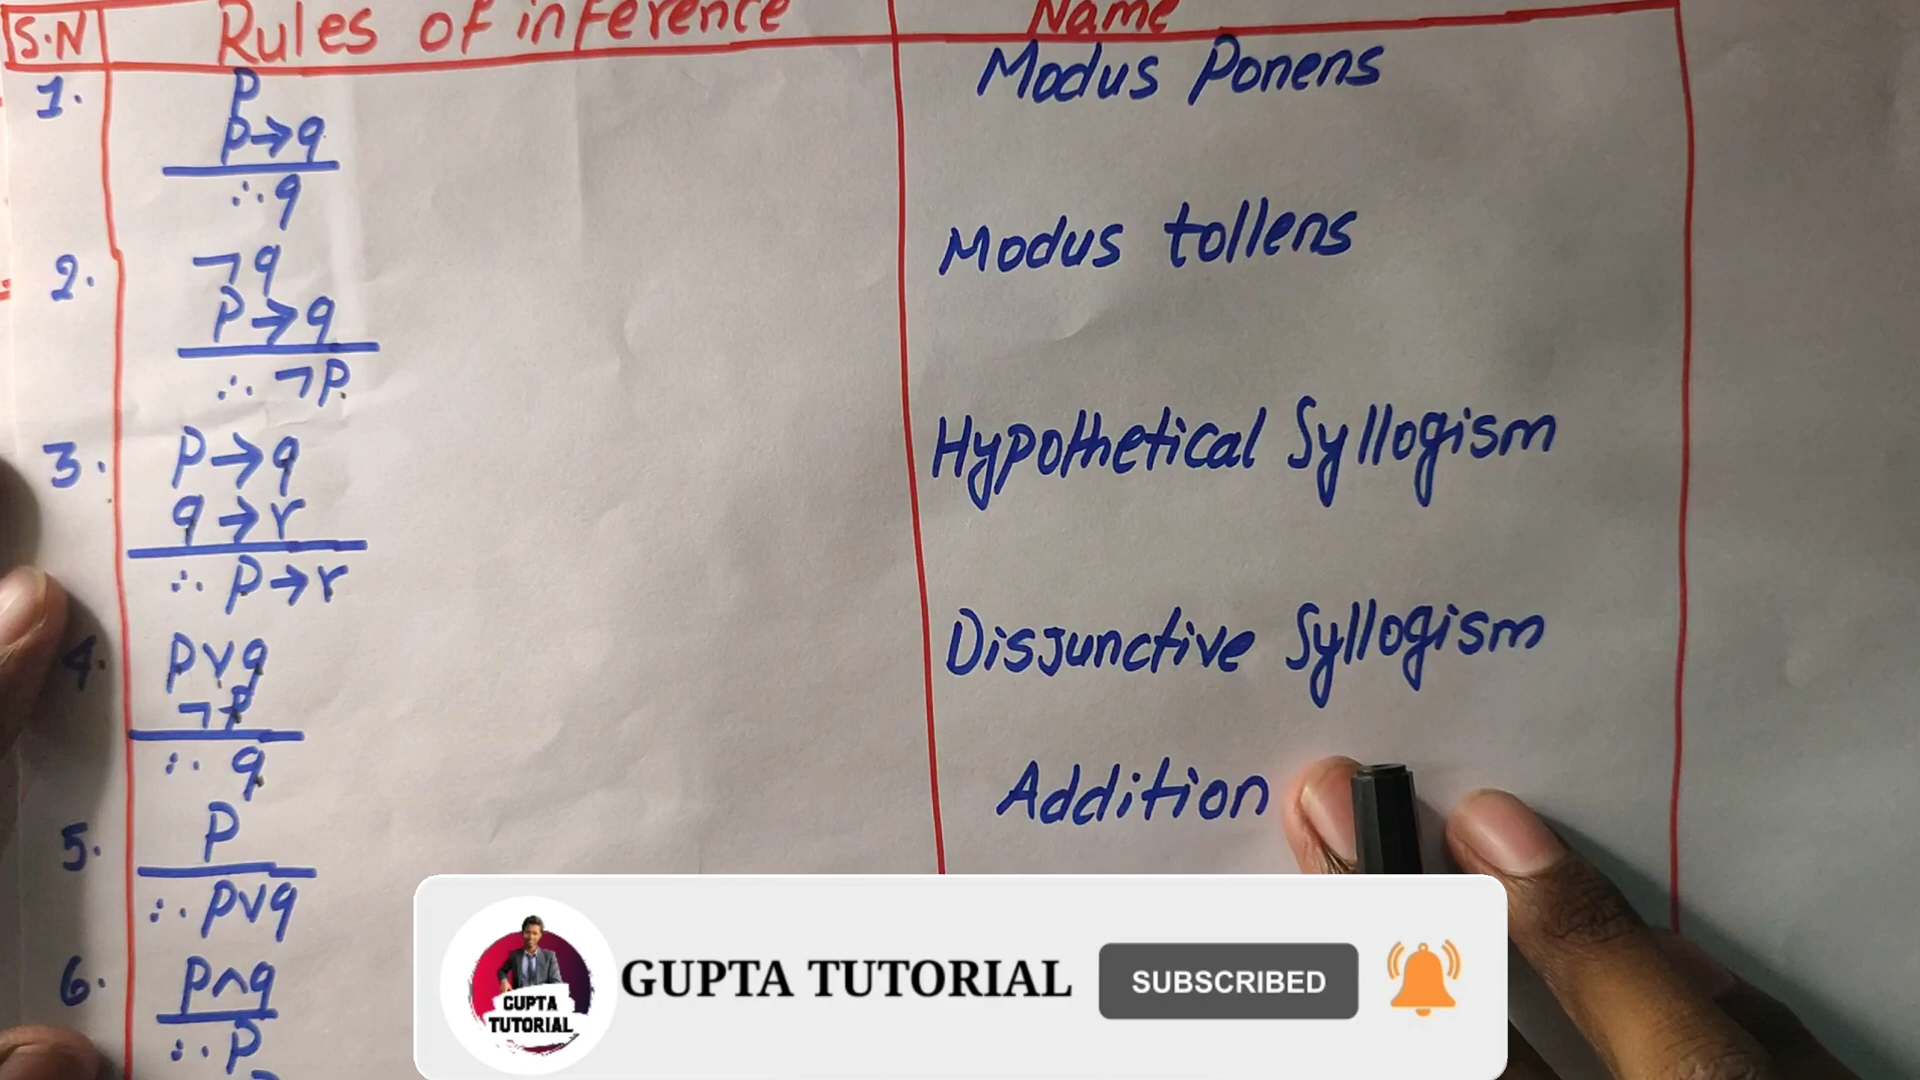 S.N Rules of inference Name
1. P Modus Ponens
P→q
∴ q
2. ¬q Modus tollens
P→q
∴ ¬P
3. P→q Hypothetical Syllogism
q→r
∴ P→r
4. P∨q Disjunctive Syllogism
¬P
∴ q
5. P Addition
∴ P∨q
6. P∧q
∴ P
GUPTA TUTORIAL
GUPTA TUTORIAL SUBSCRIBED